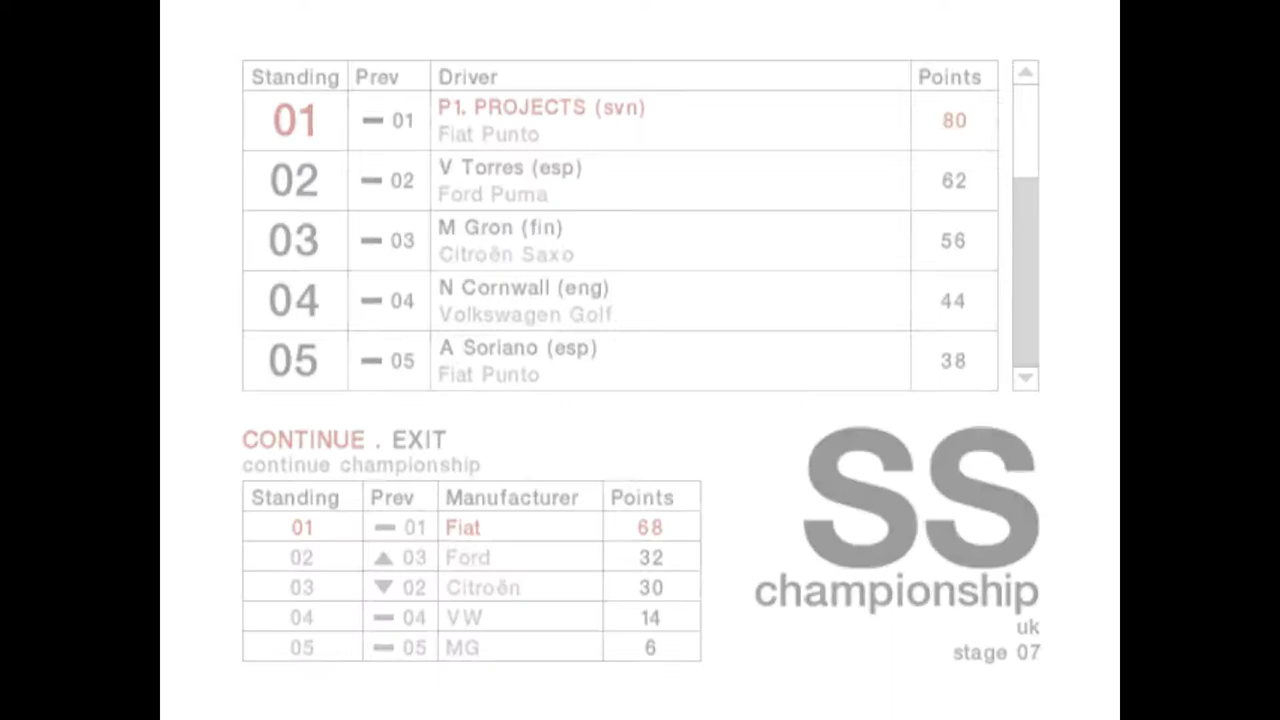 Standing Prev Driver Points
01 01 P1. PROJECTS (svn) 80
Fiat Punto
02 02 V Torres (esp) 62
Ford Puma
03 03 M Gron (fin) 56
Citroën Saxo
04 04 N Cornwall (eng) 44
Volkswagen Golf
05 05 A Soriano (esp) 38
Fiat Punto
CONTINUE . EXIT
continue championship
Standing Prev Manufacturer Points
01 01 Fiat 68
02 03 Ford 32
03 02 Citroën 30
04 04 VW 14
05 05 MG 6
SS
championship
uk
stage 07